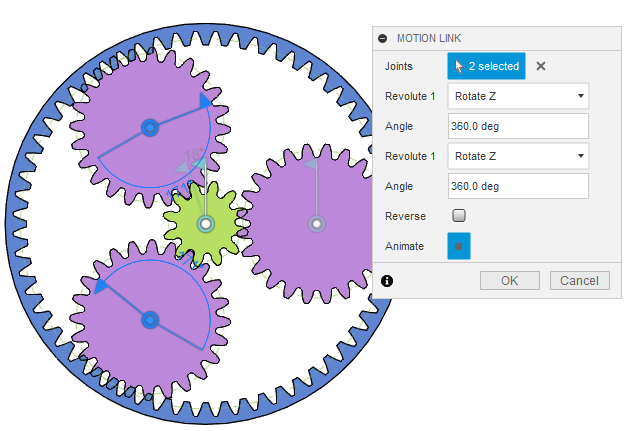 MOTION LINK
Joints 2 selected
Revolute 1 Rotate Z
Angle 360.0 deg
Revolute 1 Rotate Z
Angle 360.0 deg
Reverse
Animate
OK Cancel